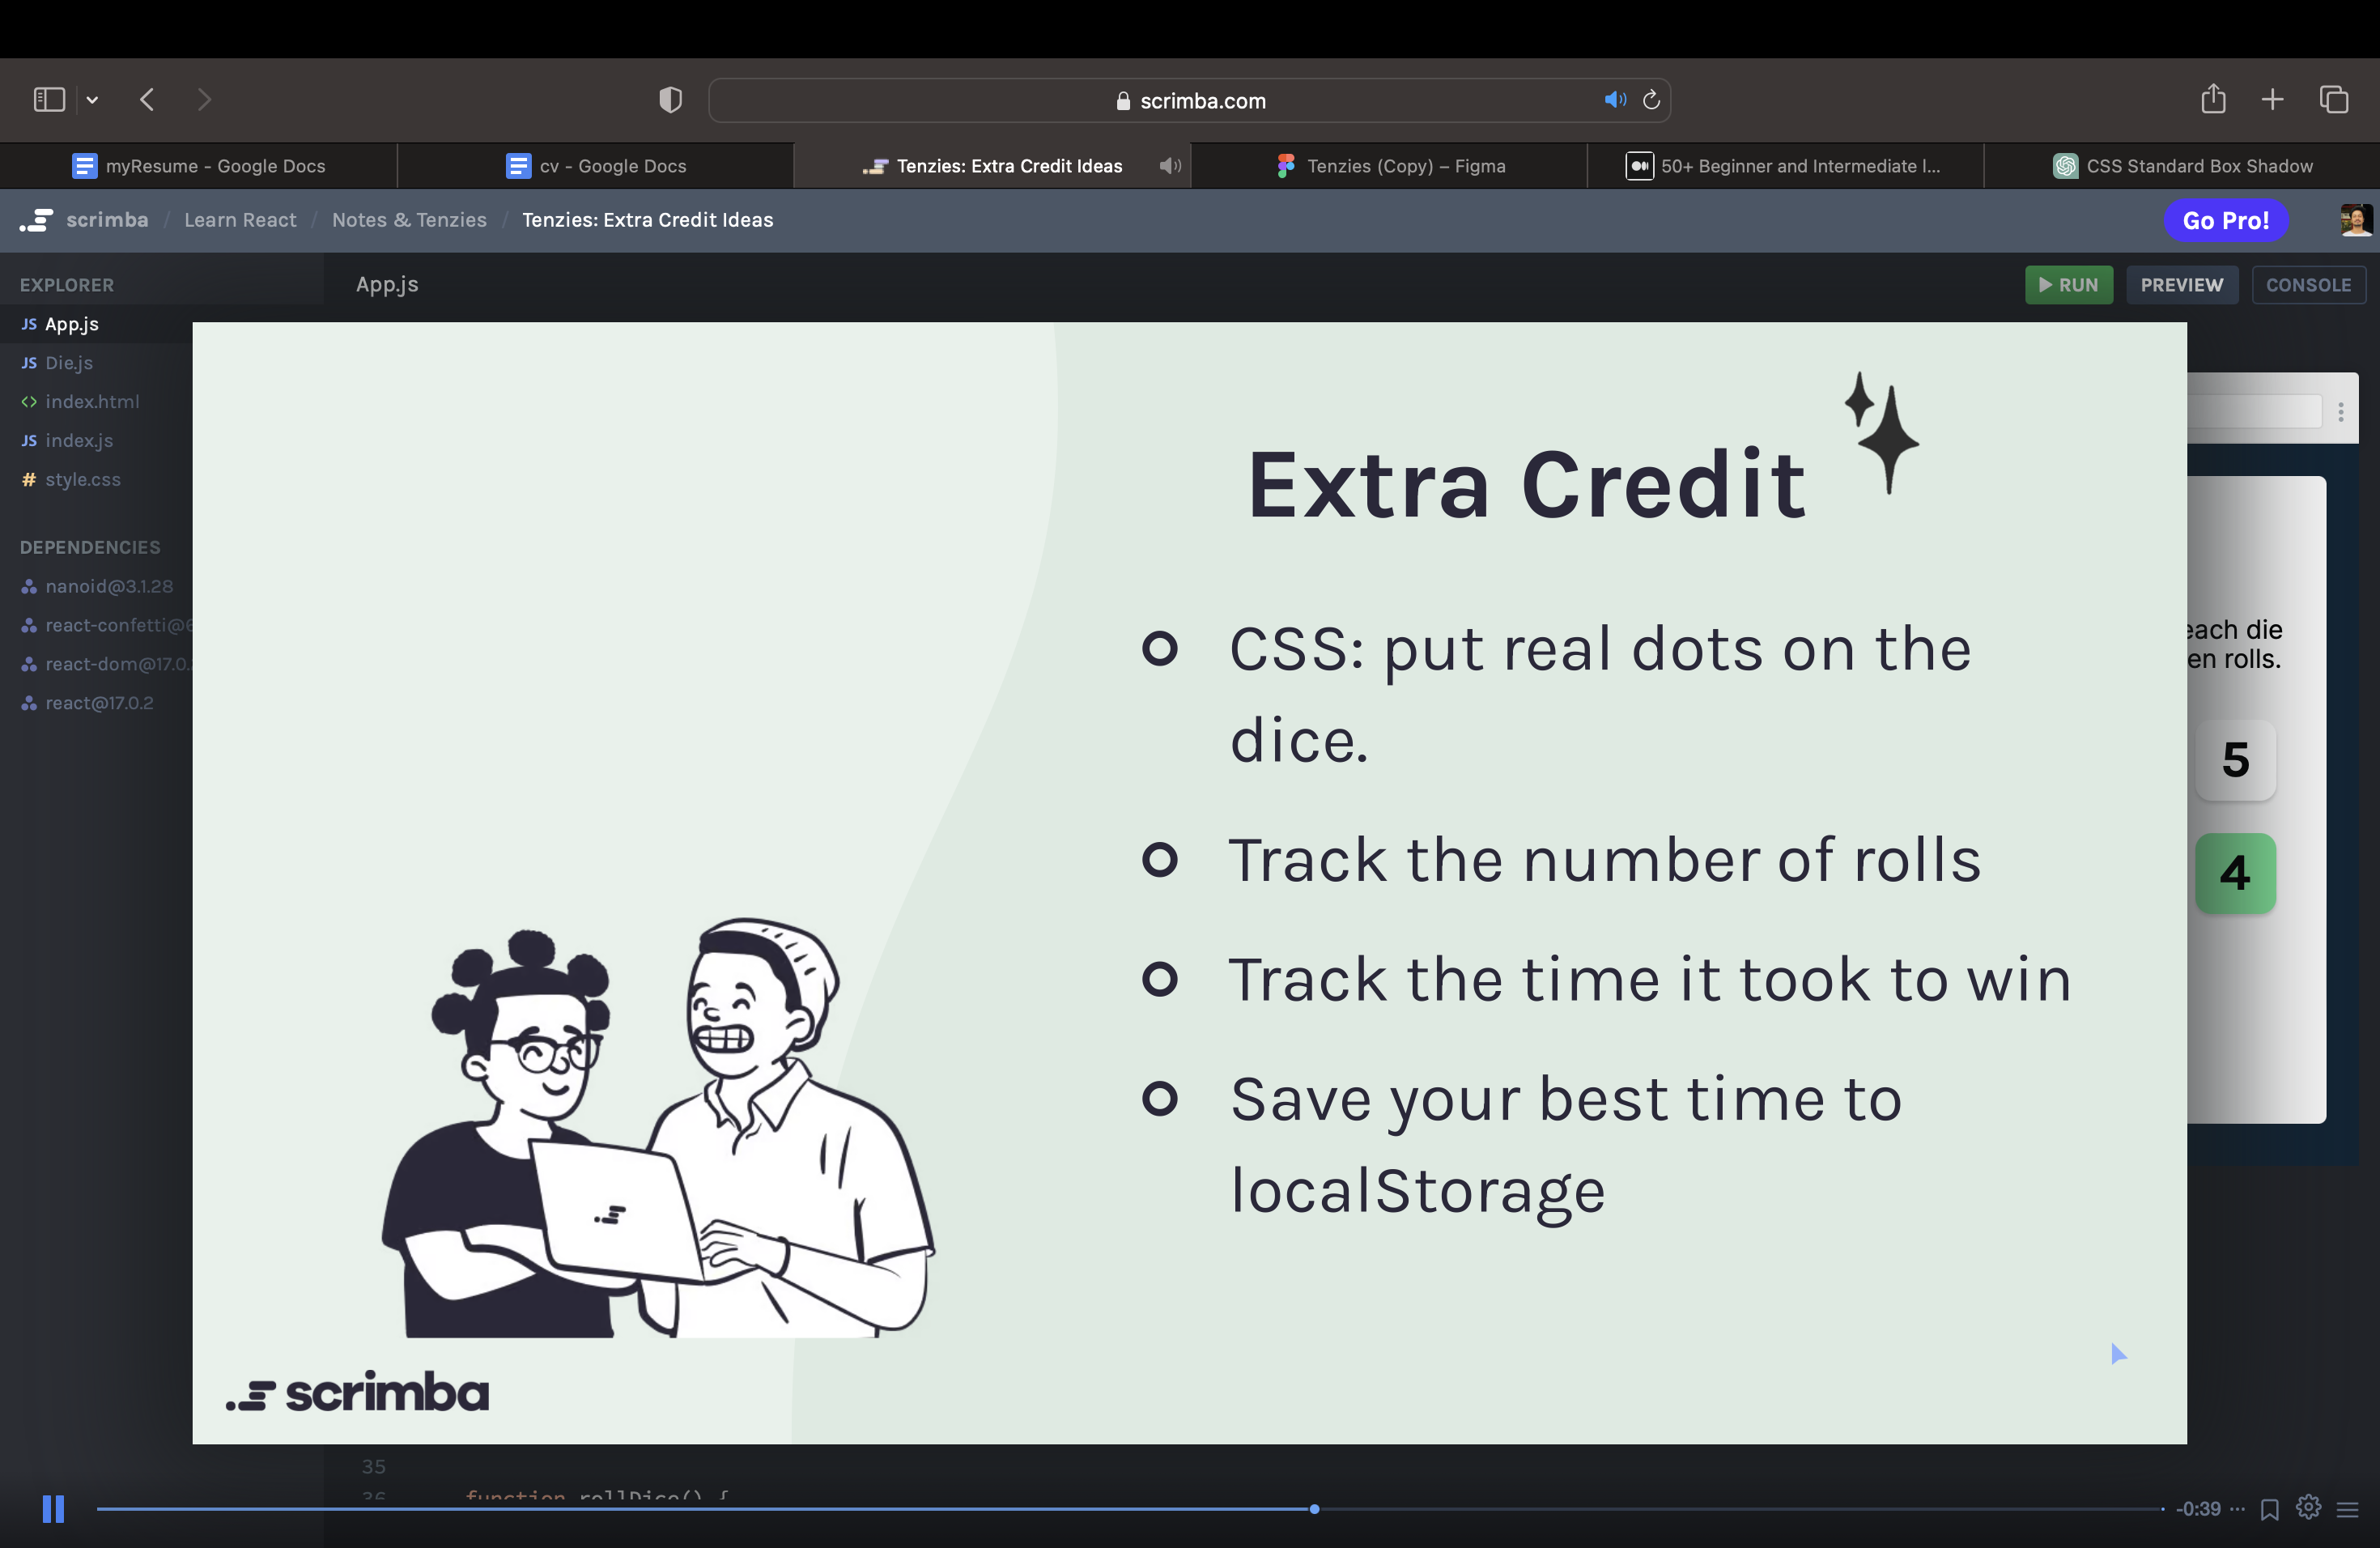 scrimba.com
myResume - Google Docs
cv - Google Docs
Tenzies: Extra Credit Ideas
Tenzies (Copy) – Figma
50+ Beginner and Intermediate I...
CSS Standard Box Shadow
scrimba / Learn React / Notes & Tenzies / Tenzies: Extra Credit Ideas
Go Pro!
EXPLORER
App.js
RUN
PREVIEW
CONSOLE
JS App.js
JS Die.js
<> index.html
JS index.js
# style.css
DEPENDENCIES
nanoid@3.1.28
react-confetti@6
react-dom@17.0.
react@17.0.2
Extra Credit
CSS: put real dots on the
dice.
Track the number of rolls
Track the time it took to win
Save your best time to
localStorage
scrimba
each die
en rolls.
5
4
35
36 function rollDice() {
-0:39